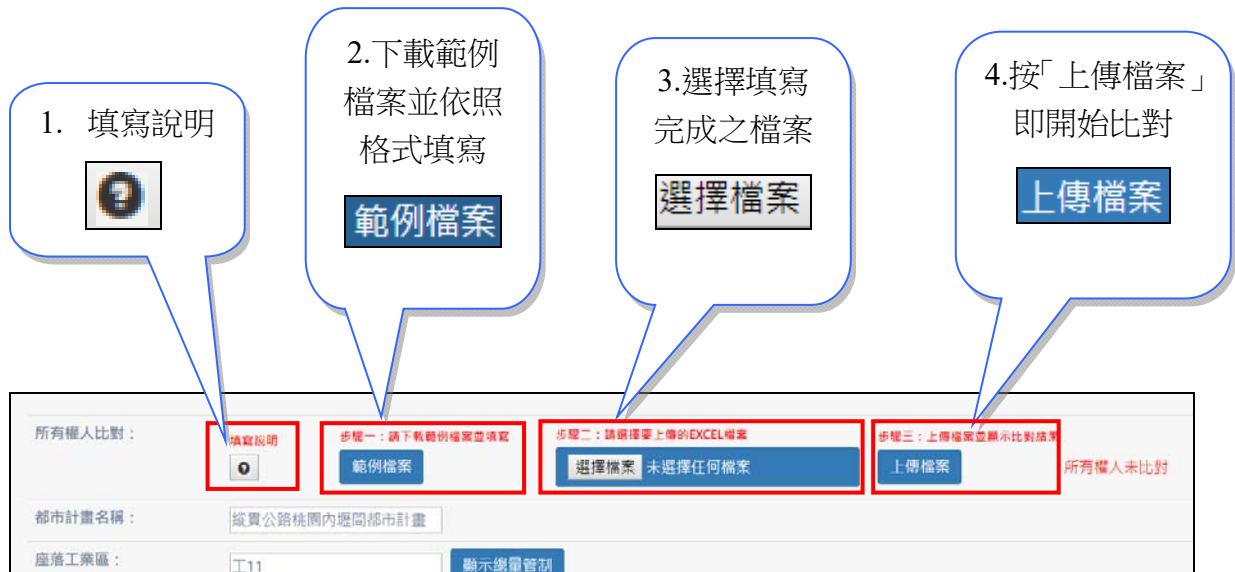 1. 填寫說明
2.下載範例
檔案並依照
格式填寫
範例檔案
3.選擇填寫
完成之檔案
選擇檔案
4.按「上傳檔案」
即開始比對
上傳檔案
所有權人比對：
填寫說明
步驟一：請下載範例檔案並填寫
範例檔案
步驟二：請選擇要上傳的EXCEL檔案
選擇檔案 未選擇任何檔案
步驟三：上傳檔案並顯示比對結果
上傳檔案
所有權人未比對
都市計畫名稱：
縱貫公路桃園內壢間都市計畫
座落工業區：
工11
顯示總量管制